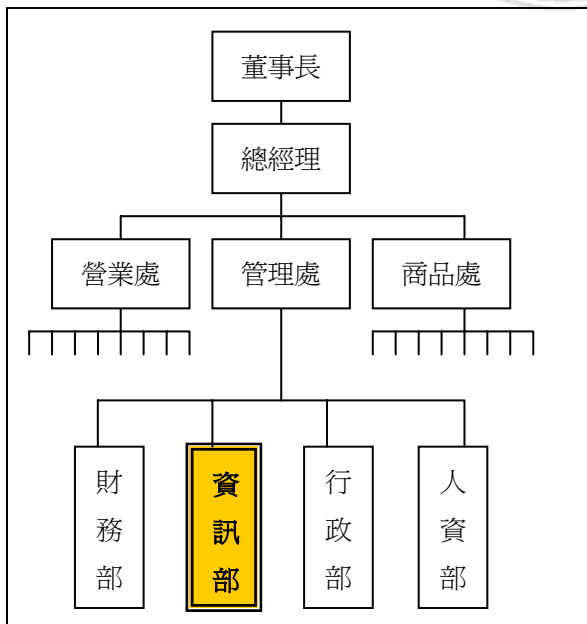 董事長
總經理
營業處
管理處
商品處
財務部
資訊部
行政部
人資部